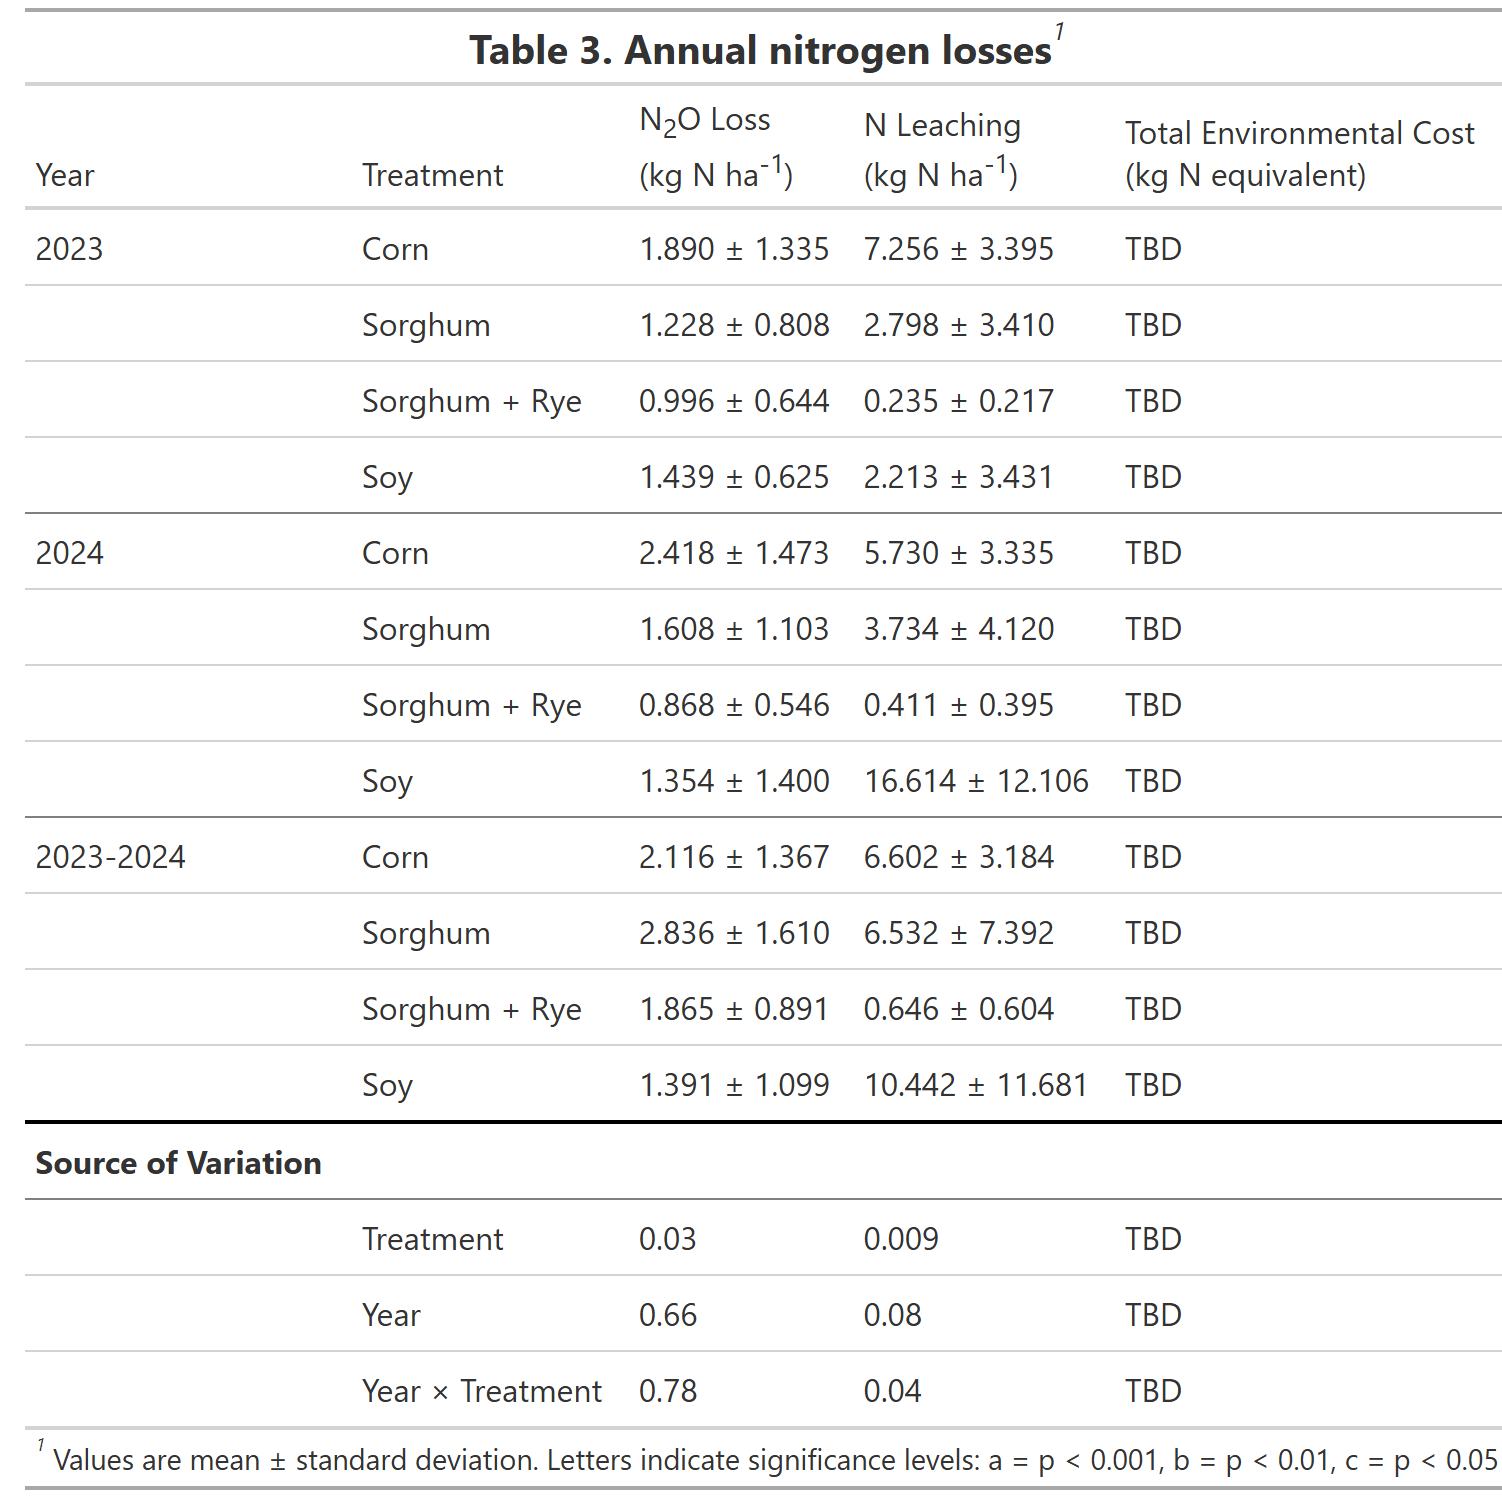 Table 3. Annual nitrogen losses¹
Year Treatment N₂O Loss (kg N ha⁻¹) N Leaching (kg N ha⁻¹) Total Environmental Cost (kg N equivalent)
2023 Corn 1.890 ± 1.335 7.256 ± 3.395 TBD
Sorghum 1.228 ± 0.808 2.798 ± 3.410 TBD
Sorghum + Rye 0.996 ± 0.644 0.235 ± 0.217 TBD
Soy 1.439 ± 0.625 2.213 ± 3.431 TBD
2024 Corn 2.418 ± 1.473 5.730 ± 3.335 TBD
Sorghum 1.608 ± 1.103 3.734 ± 4.120 TBD
Sorghum + Rye 0.868 ± 0.546 0.411 ± 0.395 TBD
Soy 1.354 ± 1.400 16.614 ± 12.106 TBD
2023-2024 Corn 2.116 ± 1.367 6.602 ± 3.184 TBD
Sorghum 2.836 ± 1.610 6.532 ± 7.392 TBD
Sorghum + Rye 1.865 ± 0.891 0.646 ± 0.604 TBD
Soy 1.391 ± 1.099 10.442 ± 11.681 TBD
Source of Variation
Treatment 0.03 0.009 TBD
Year 0.66 0.08 TBD
Year × Treatment 0.78 0.04 TBD
¹ Values are mean ± standard deviation. Letters indicate significance levels: a = p < 0.001, b = p < 0.01, c = p < 0.05